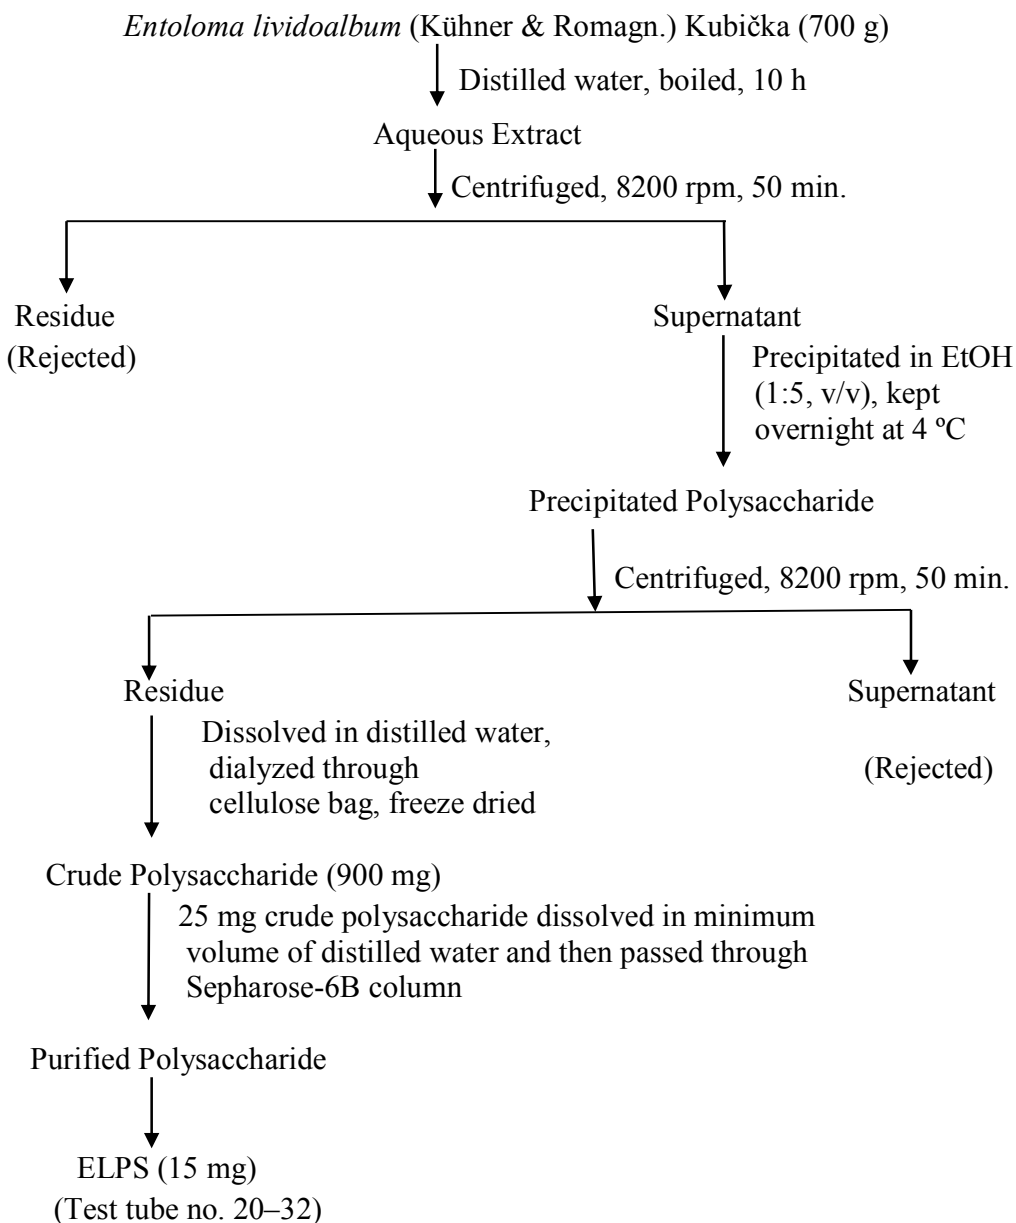 Entoloma lividoalbum (Kühner & Romagn.) Kubička (700 g)
Distilled water, boiled, 10 h
Aqueous Extract
Centrifuged, 8200 rpm, 50 min.
Residue
(Rejected)
Supernatant
Precipitated in EtOH
(1:5, v/v), kept
overnight at 4 ºC
Precipitated Polysaccharide
Centrifuged, 8200 rpm, 50 min.
Residue
Supernatant
(Rejected)
Dissolved in distilled water,
dialyzed through
cellulose bag, freeze dried
Crude Polysaccharide (900 mg)
25 mg crude polysaccharide dissolved in minimum
volume of distilled water and then passed through
Sepharose-6B column
Purified Polysaccharide
ELPS (15 mg)
(Test tube no. 20–32)